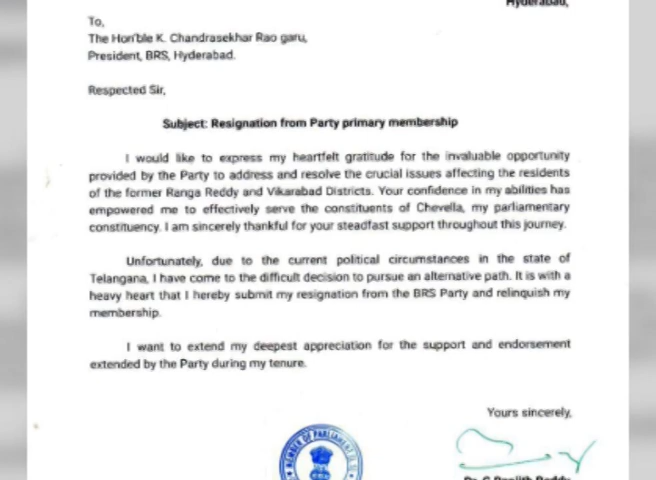 Hyderabad,
To,
The Hon'ble K. Chandrasekhar Rao garu,
President, BRS, Hyderabad.
Respected Sir,
Subject: Resignation from Party primary membership
I would like to express my heartfelt gratitude for the invaluable opportunity
provided by the Party to address and resolve the crucial issues affecting the residents
of the former Ranga Reddy and Vikarabad Districts. Your confidence in my abilities has
empowered me to effectively serve the constituents of Chevella, my parliamentary
constituency. I am sincerely thankful for your steadfast support throughout this journey.
Unfortunately, due to the current political circumstances in the state of
Telangana, I have come to the difficult decision to pursue an alternative path. It is with a
heavy heart that I hereby submit my resignation from the BRS Party and relinquish my
membership.
I want to extend my deepest appreciation for the support and endorsement
extended by the Party during my tenure.
Yours sincerely,
MEMBER OF PARLIAMENT
Dr. G Ranjith Reddy